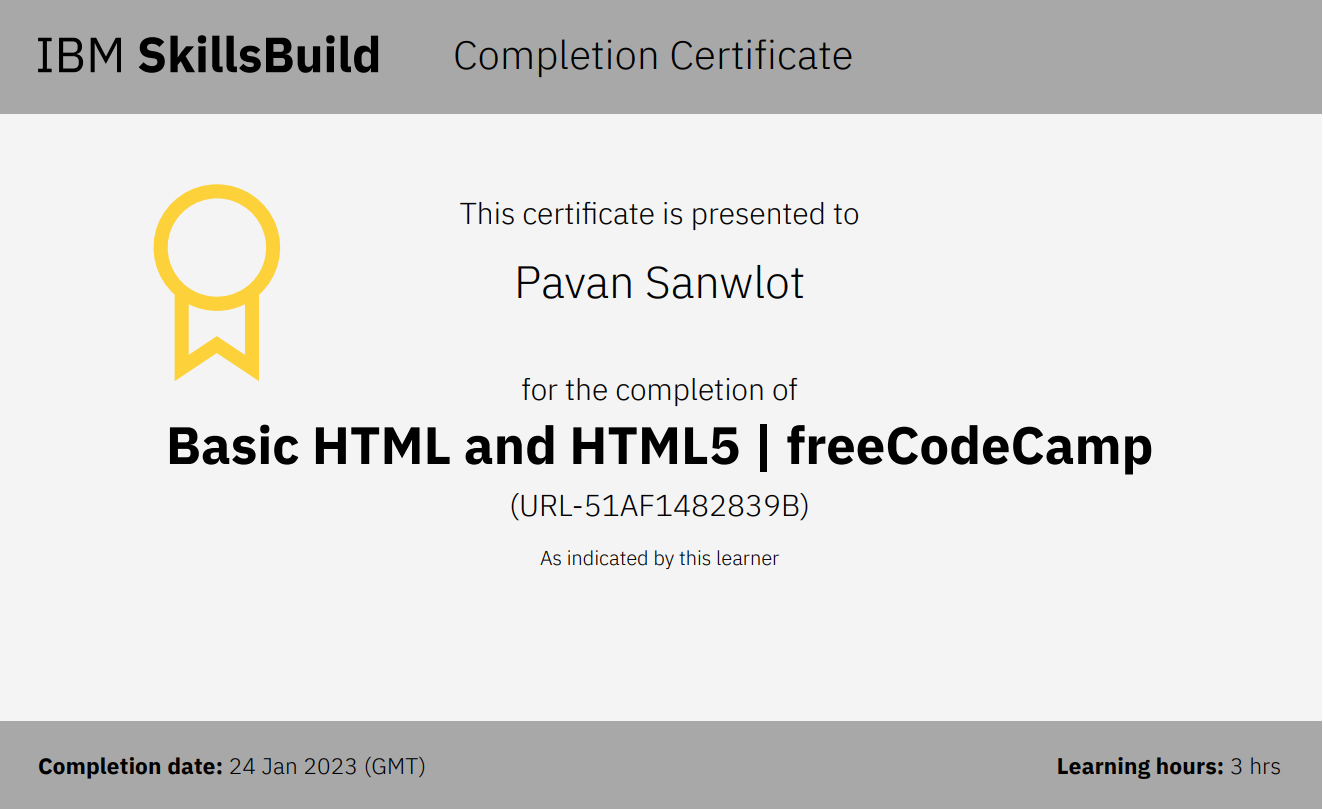 IBM SkillsBuild Completion Certificate
This certificate is presented to
Pavan Sanwlot
for the completion of
Basic HTML and HTML5 | freeCodeCamp
(URL-51AF1482839B)
As indicated by this learner
Completion date: 24 Jan 2023 (GMT) Learning hours: 3 hrs